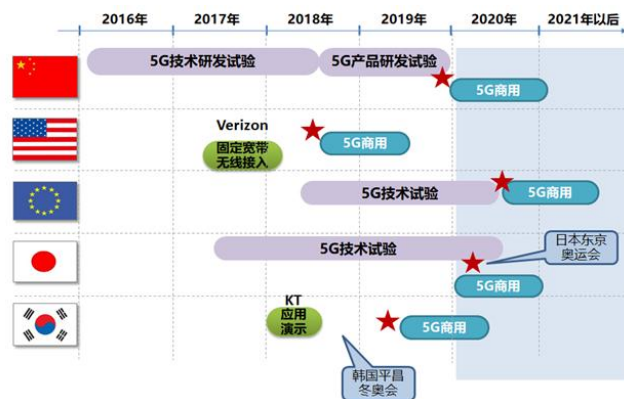 2016年 2017年 2018年 2019年 2020年 2021年以后
5G技术研发试验 5G产品研发试验
5G商用
Verizon
固定宽带
无线接入
5G商用
5G技术试验 5G商用
5G技术试验
日本东京
奥运会
5G商用
KT
应用
演示
5G商用
韩国平昌
冬奥会